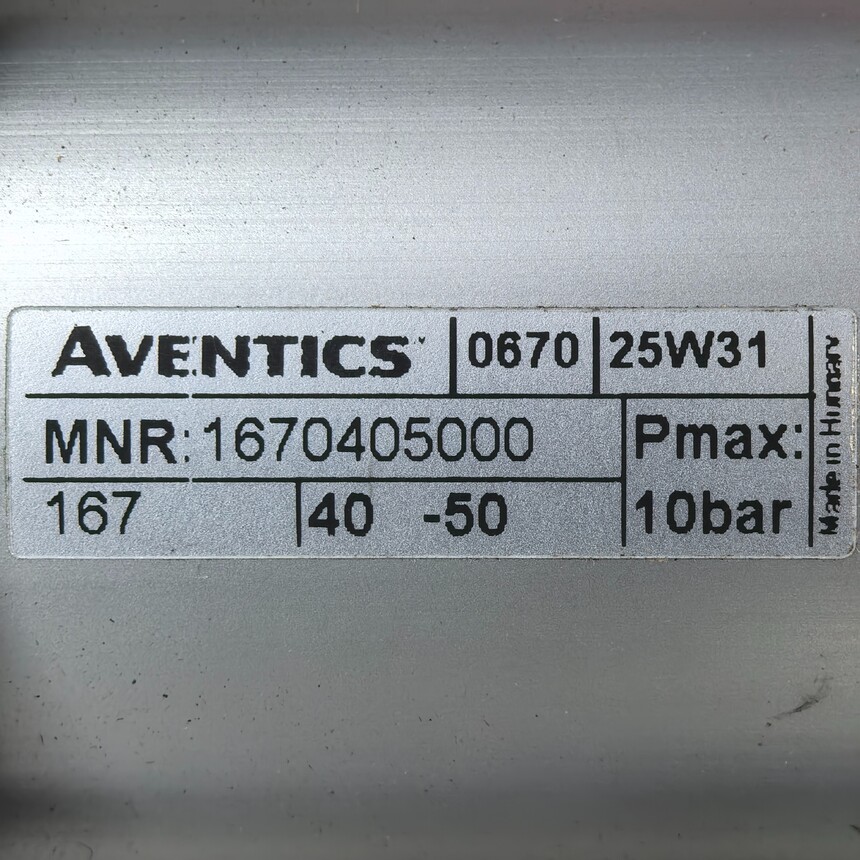 AVENTICS 0670 25W31
MNR: 1670405000 Pmax:
167 40 -50 10bar
Made in Hungary